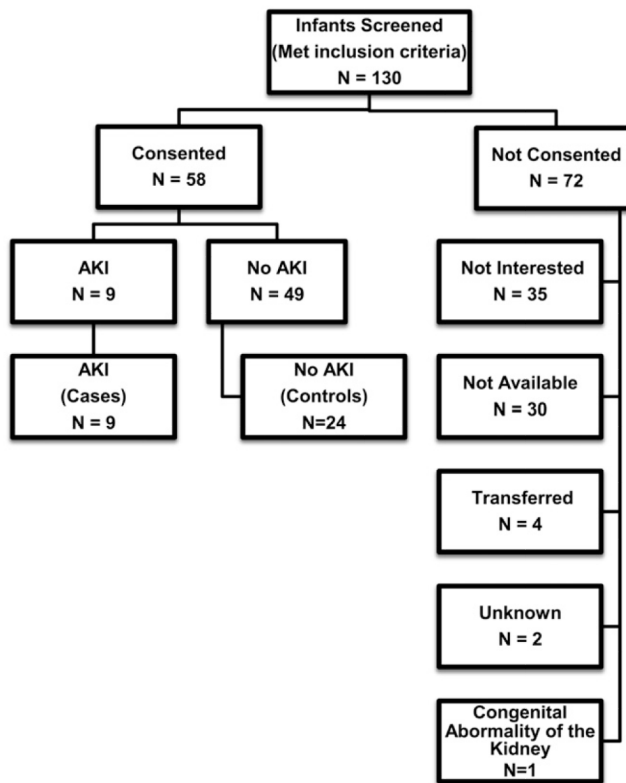 Infants Screened
(Met inclusion criteria)
N = 130
Consented
N = 58
Not Consented
N = 72
AKI
N = 9
No AKI
N = 49
Not Interested
N = 35
AKI
(Cases)
N = 9
No AKI
(Controls)
N=24
Not Available
N = 30
Transferred
N = 4
Unknown
N = 2
Congenital
Abormality of the
Kidney
N=1